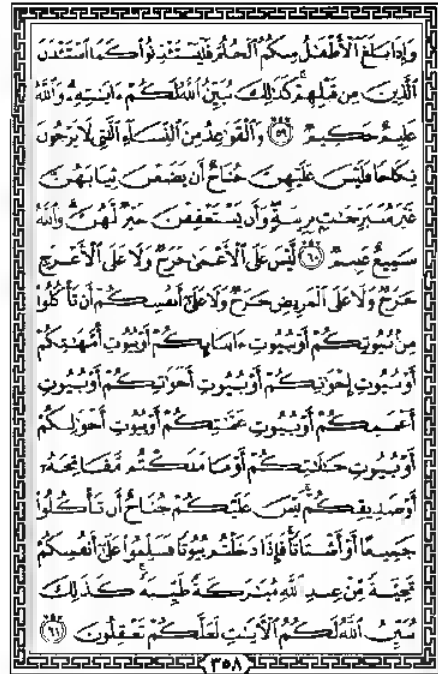 وَإِذَا بَلَغَ ٱلْأَطْفَٰلُ مِنكُمُ ٱلْحُلُمَ فَلْيَسْتَـْٔذِنُوا۟ كَمَا ٱسْتَـْٔذَنَ
ٱلَّذِينَ مِن قَبْلِهِمْ ۚ كَذَٰلِكَ يُبَيِّنُ ٱللَّهُ لَكُمْ ءَايَٰتِهِۦ ۗ وَٱللَّهُ
عَلِيمٌ حَكِيمٌ ﴿٥٩﴾ وَٱلْقَوَٰعِدُ مِنَ ٱلنِّسَآءِ ٱلَّٰتِى لَا يَرْجُونَ
نِكَاحًا فَلَيْسَ عَلَيْهِنَّ جُنَاحٌ أَن يَضَعْنَ ثِيَابَهُنَّ
غَيْرَ مُتَبَرِّجَٰتٍۭ بِزِينَةٍ ۖ وَأَن يَسْتَعْفِفْنَ خَيْرٌ لَّهُنَّ ۗ وَٱللَّهُ
سَمِيعٌ عَلِيمٌ ﴿٦٠﴾ لَّيْسَ عَلَى ٱلْأَعْمَىٰ حَرَجٌ وَلَا عَلَى ٱلْأَعْرَجِ
حَرَجٌ وَلَا عَلَى ٱلْمَرِيضِ حَرَجٌ وَلَا عَلَىٰٓ أَنفُسِكُمْ أَن تَأْكُلُوا۟
مِنۢ بُيُوتِكُمْ أَوْ بُيُوتِ ءَابَآئِكُمْ أَوْ بُيُوتِ أُمَّهَٰتِكُمْ
أَوْ بُيُوتِ إِخْوَٰنِكُمْ أَوْ بُيُوتِ أَخَوَٰتِكُمْ أَوْ بُيُوتِ
أَعْمَٰمِكُمْ أَوْ بُيُوتِ عَمَّٰتِكُمْ أَوْ بُيُوتِ أَخْوَٰلِكُمْ
أَوْ بُيُوتِ خَٰلَٰتِكُمْ أَوْ مَا مَلَكْتُم مَّفَاتِحَهُۥٓ
أَوْ صَدِيقِكُمْ ۚ لَيْسَ عَلَيْكُمْ جُنَاحٌ أَن تَأْكُلُوا۟
جَمِيعًا أَوْ أَشْتَاتًا ۚ فَإِذَا دَخَلْتُم بُيُوتًا فَسَلِّمُوا۟ عَلَىٰٓ أَنفُسِكُمْ
تَحِيَّةً مِّنْ عِندِ ٱللَّهِ مُبَٰرَكَةً طَيِّبَةً ۚ كَذَٰلِكَ
يُبَيِّنُ ٱللَّهُ لَكُمُ ٱلْـَٔايَٰتِ لَعَلَّكُمْ تَعْقِلُونَ ﴿٦١﴾
٣٥٨